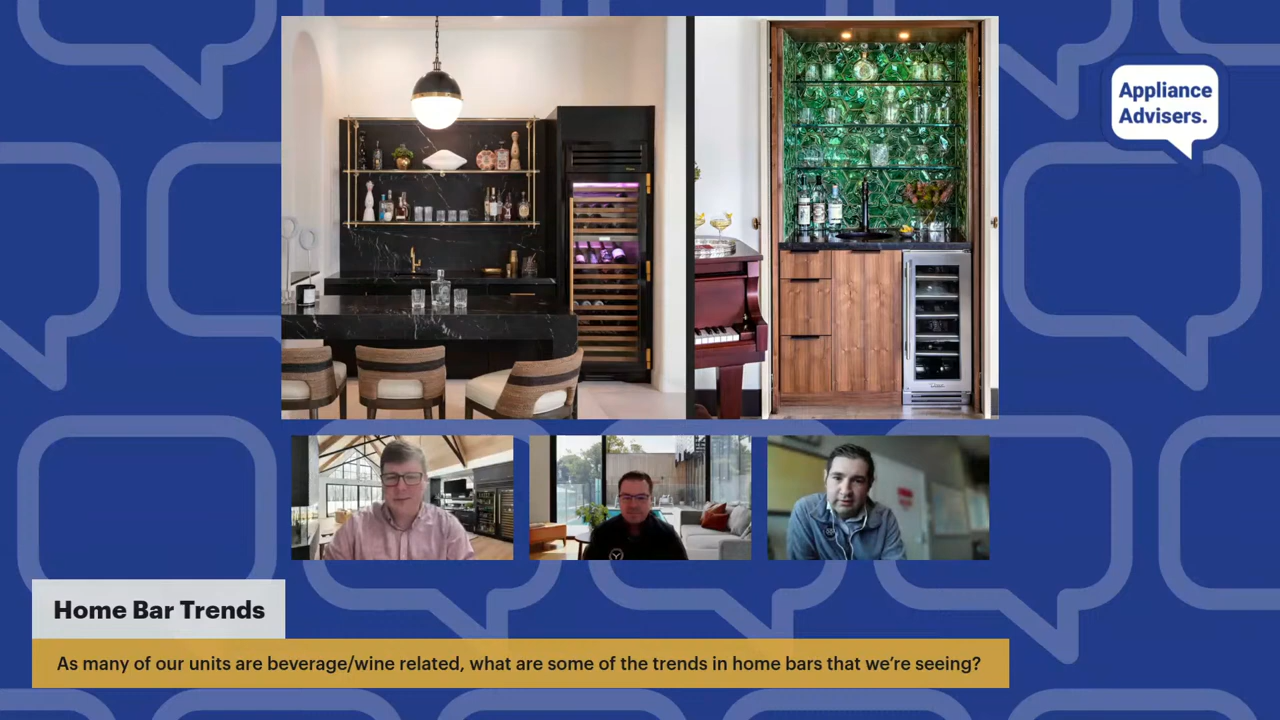 Appliance
Advisers.
Home Bar Trends
As many of our units are beverage/wine related, what are some of the trends in home bars that we're seeing?